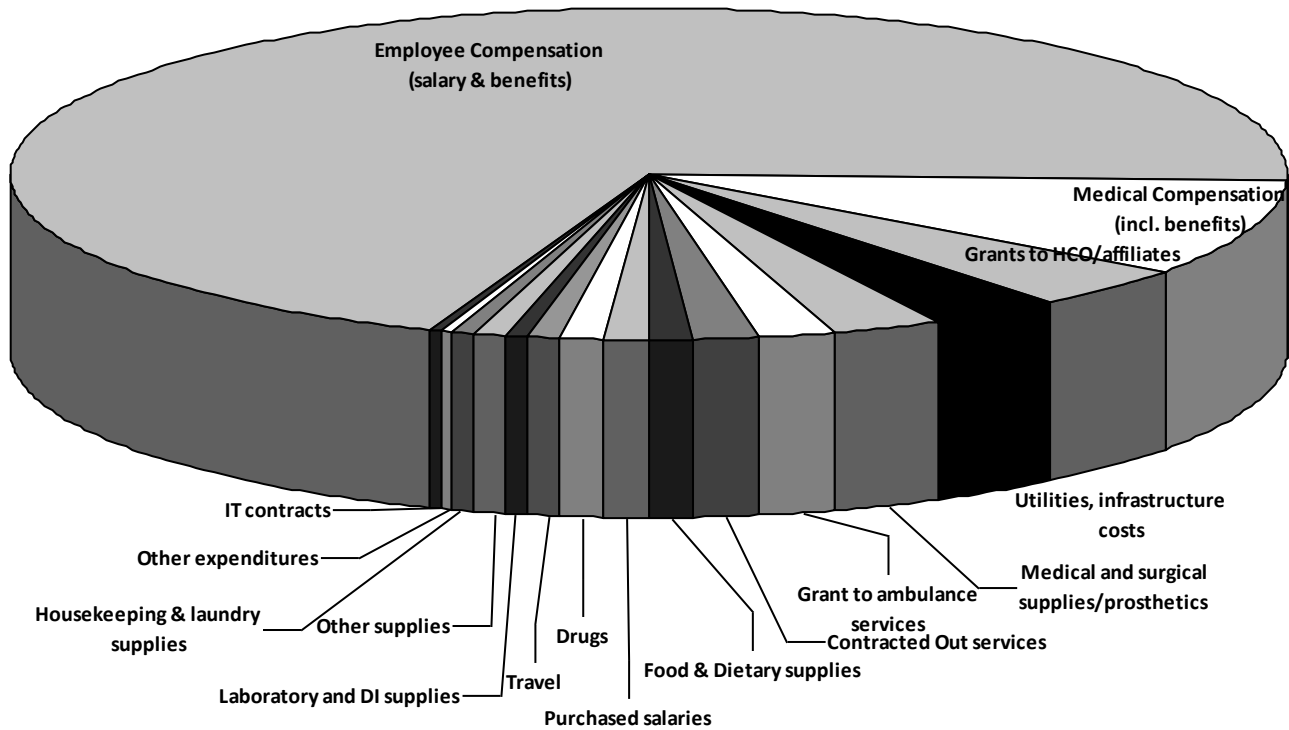 Employee Compensation
(salary & benefits)
Medical Compensation
(incl. benefits)
Grants to HCO/affiliates
Utilities, infrastructure
costs
Medical and surgical
supplies/prosthetics
Grant to ambulance
services
Contracted Out services
Food & Dietary supplies
Purchased salaries
Drugs
Travel
Laboratory and DI supplies
Other supplies
Housekeeping & laundry
supplies
Other expenditures
IT contracts